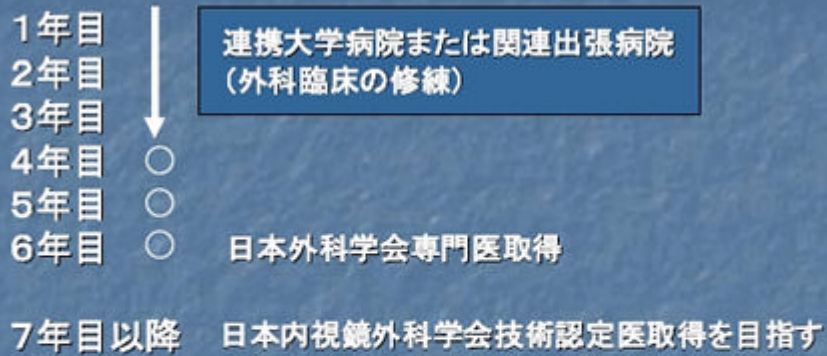 1年目
連携大学病院または関連出張病院
2年目
(外科臨床の修練)
3年目
4年目 ○
5年目 ○
6年目 ○ 日本外科学会専門医取得
7年目以降 日本内視鏡外科学会技術認定医取得を目指す